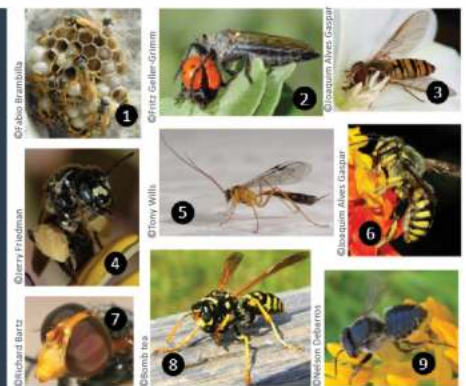 ©Fabio Brambilla
1
©Fritz Geller-Grimm
2
©Joaquim Alves Gaspar
3
©Jerry Friedman
4
©Tony Wills
5
©Joaquim Alves Gaspar
6
©Richard Bartz
7
©Bomb tea
8
©Nelson Debarros
9